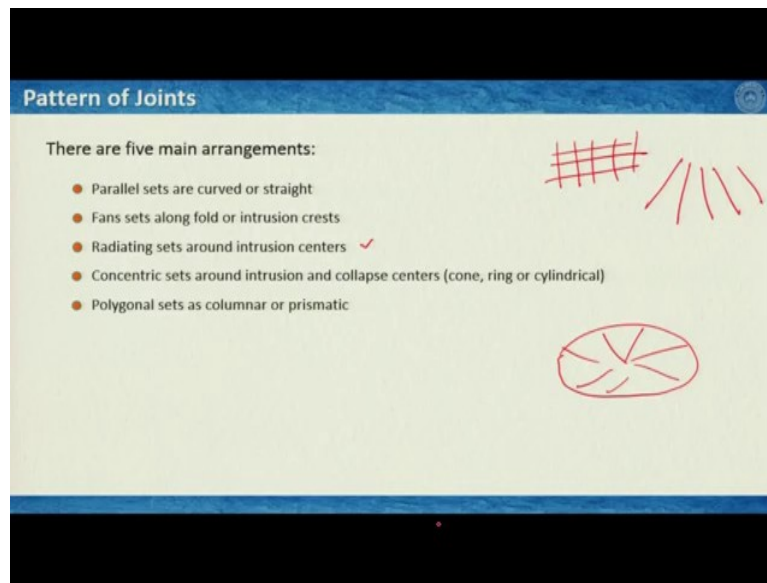 Pattern of Joints
There are five main arrangements:
Parallel sets are curved or straight
Fans sets along fold or intrusion crests
Radiating sets around intrusion centers
Concentric sets around intrusion and collapse centers (cone, ring or cylindrical)
Polygonal sets as columnar or prismatic